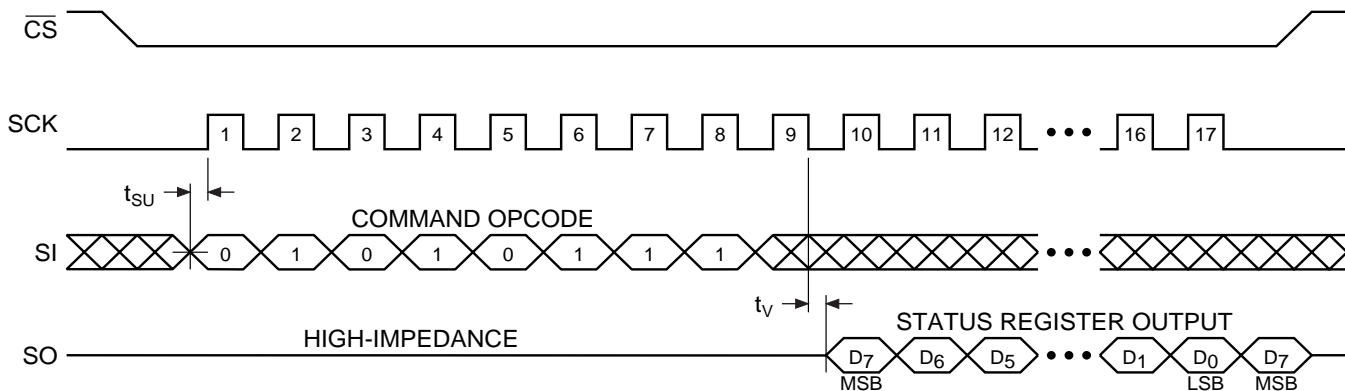 CS
SCK 1 2 3 4 5 6 7 8 9 10 11 12 ••• 16 17
tSU
COMMAND OPCODE
SI 0 1 0 1 0 1 1 1 •••
tV
HIGH-IMPEDANCE STATUS REGISTER OUTPUT
SO D7 D6 D5 ••• D1 D0 D7
MSB LSB MSB